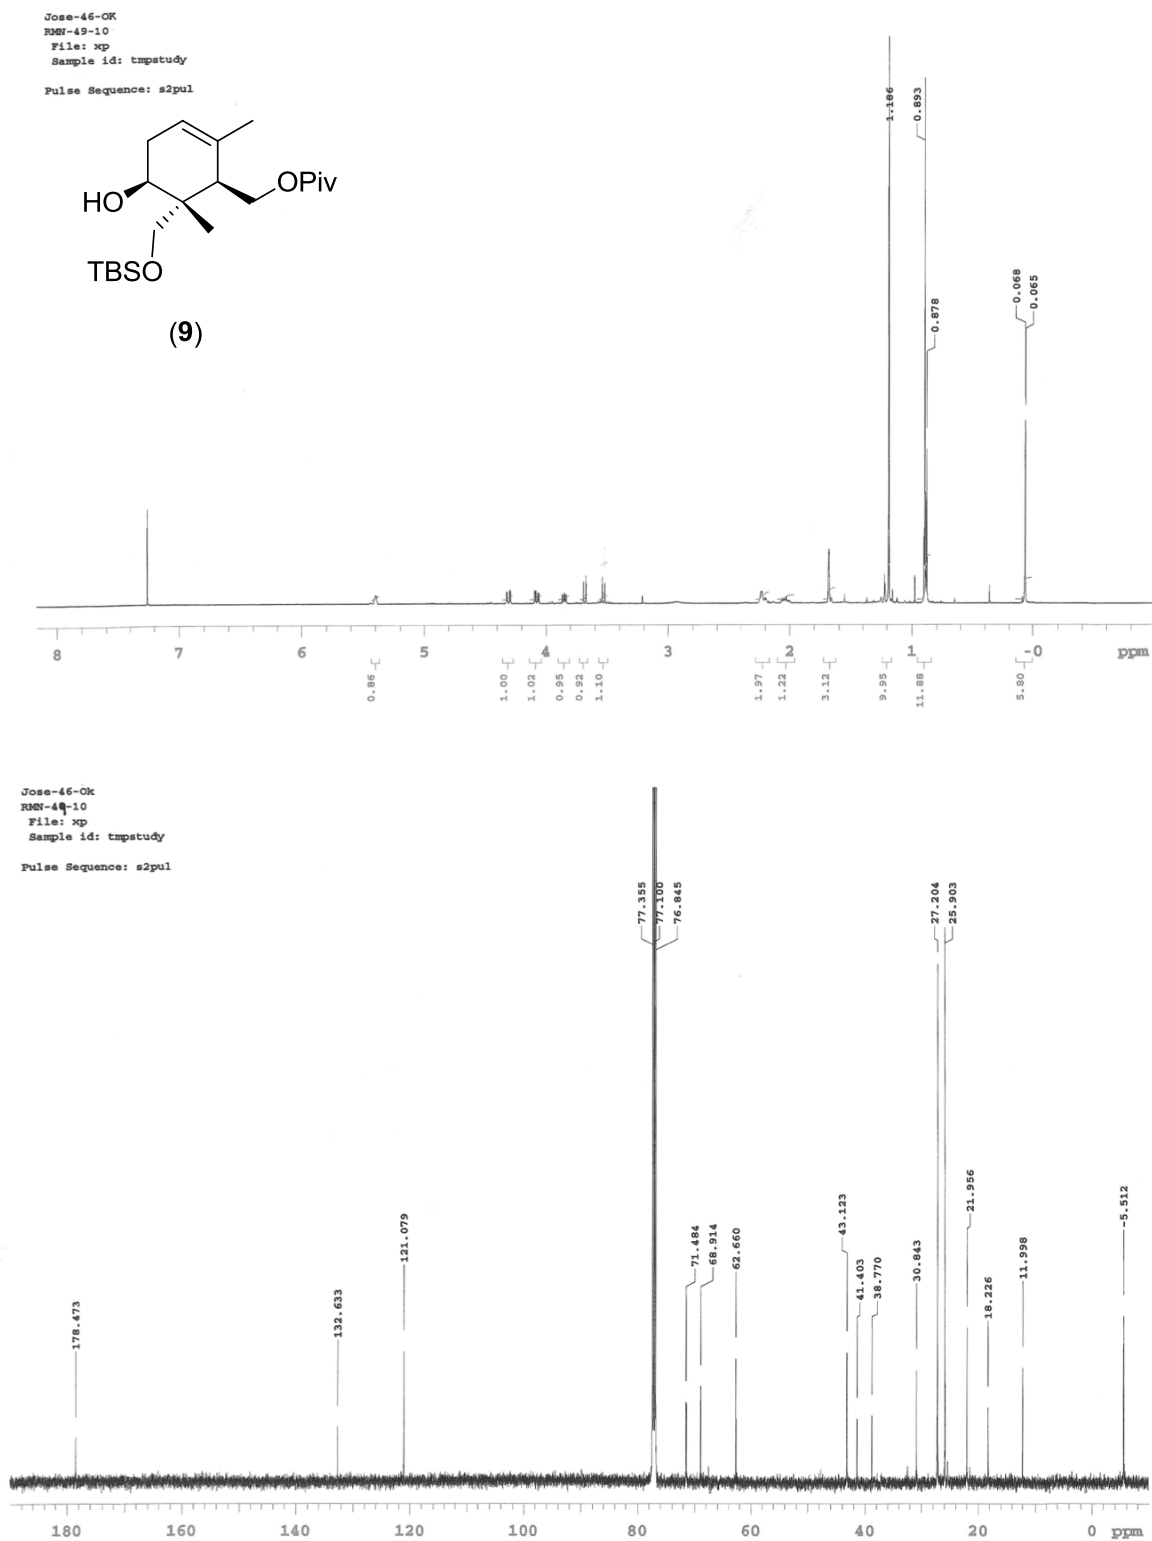 Jose-46-OK
RMN-49-10
File: xp
Sample id: tmpstudy
Pulse Sequence: s2pul
HO
OPiv
TBSO
(9)
1.186
0.893
0.878
0.068
0.065
8 7 6 5 4 3 2 1 -0 ppm
0.86
1.00
1.02
0.95
0.92
1.10
1.97
1.22
3.12
9.95
11.88
5.80
Jose-46-Ok
RMN-49-10
File: xp
Sample id: tmpstudy
Pulse Sequence: s2pul
178.473
132.633
121.079
77.355
77.100
76.845
71.484
68.914
62.660
43.123
41.403
38.770
30.843
27.204
25.903
21.956
18.226
11.998
-5.512
180 160 140 120 100 80 60 40 20 0 ppm